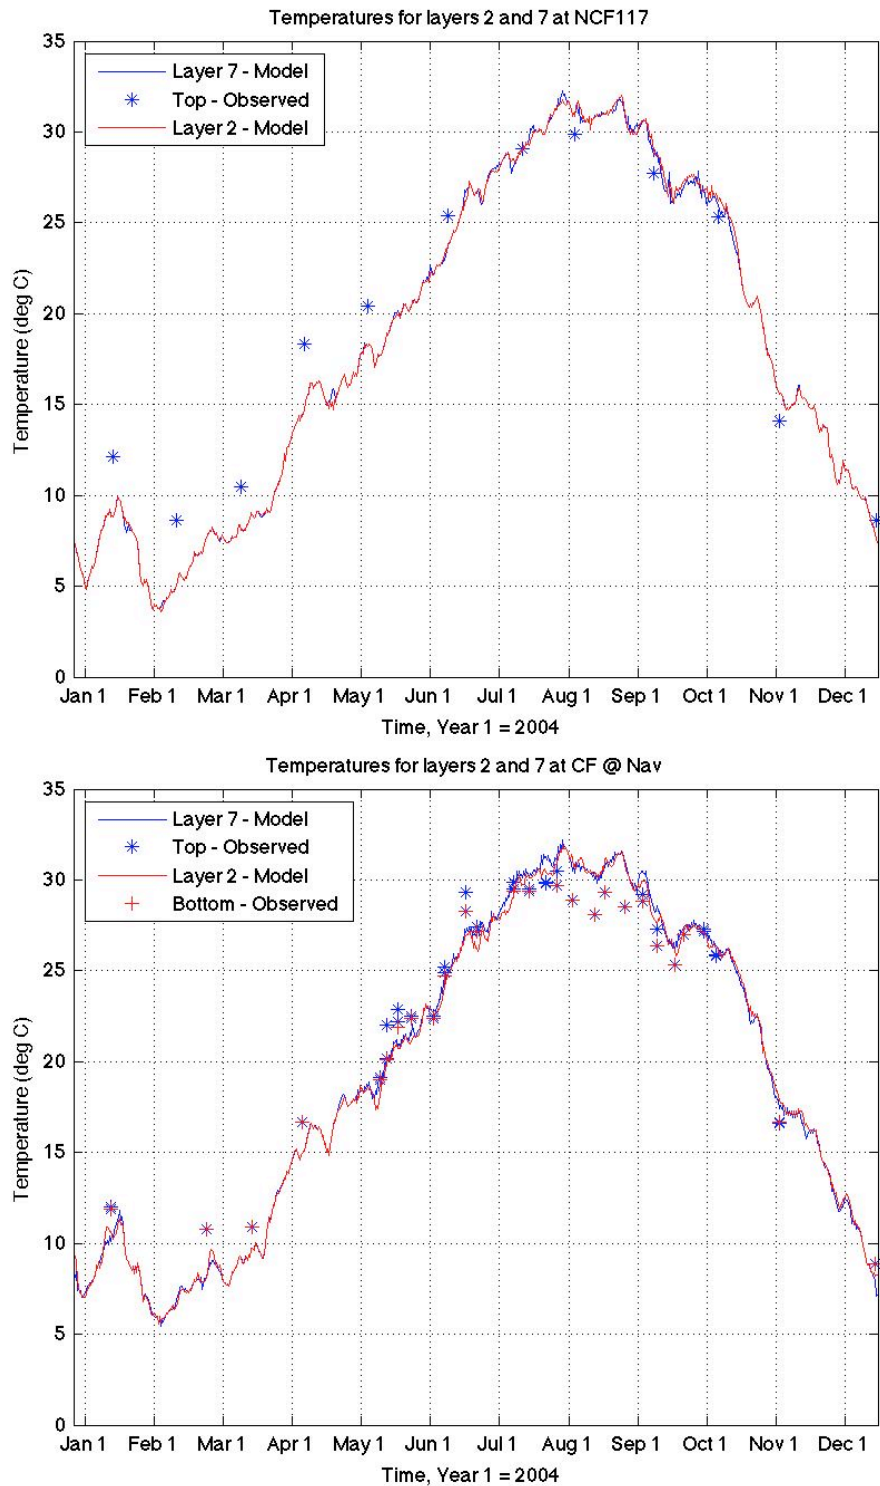 Temperatures for layers 2 and 7 at NCF117
35
30
25
20
15
10
5
0
Temperature (deg C)
Layer 7 - Model
Top - Observed
Layer 2 - Model
Jan 1 Feb 1 Mar 1 Apr 1 May 1 Jun 1 Jul 1 Aug 1 Sep 1 Oct 1 Nov 1 Dec 1
Time, Year 1 = 2004
Temperatures for layers 2 and 7 at CF @ Nav
35
30
25
20
15
10
5
0
Temperature (deg C)
Layer 7 - Model
Top - Observed
Layer 2 - Model
Bottom - Observed
Jan 1 Feb 1 Mar 1 Apr 1 May 1 Jun 1 Jul 1 Aug 1 Sep 1 Oct 1 Nov 1 Dec 1
Time, Year 1 = 2004